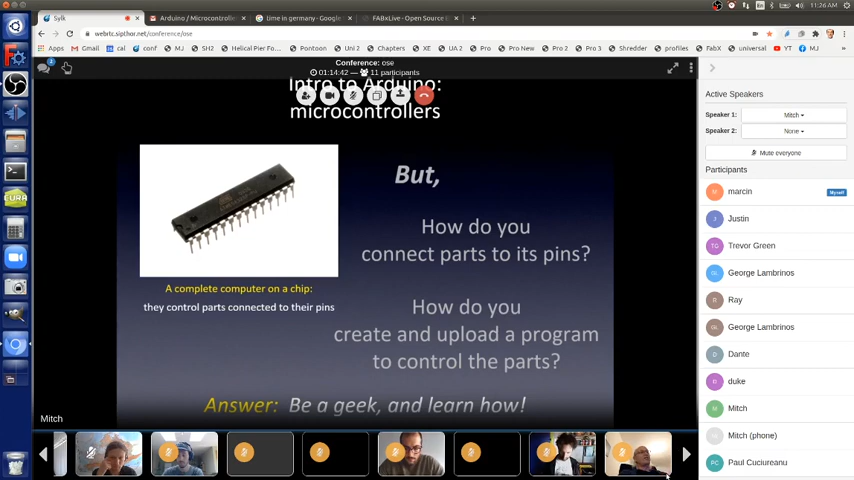 11:26 AM
Sylk
Arduino / Microcontrolle
lime in germany - Google
FABxLive - Open Source E
webrtc.sipthor.net/conference/ose
Apps
Gmail
cal
conf
MJ
SH2
Helical Pier Fo...
Pontoon
Uni 2
Chapters
XE
UA 2
Pro
Pro New
Pro 2
Pro 3
Shredder
profiles
FabX
universal
YT
MJ
Conference: ose
01:14:42 — 11 participants
Intro to Arduino:
microcontrollers
But,
How do you
connect parts to its pins?
A complete computer on a chip:
they control parts connected to their pins
How do you
create and upload a program
to control the parts?
Answer: Be a geek, and learn how!
Mitch
Active Speakers
Speaker 1:
Mitch
Speaker 2:
None
Mute everyone
Participants
M
marcin
Myself
J
Justin
TG
Trevor Green
GL
George Lambrinos
R
Ray
GL
George Lambrinos
D
Dante
D
duke
M
Mitch
Mitch (phone)
PC
Paul Cuciureanu
CURA